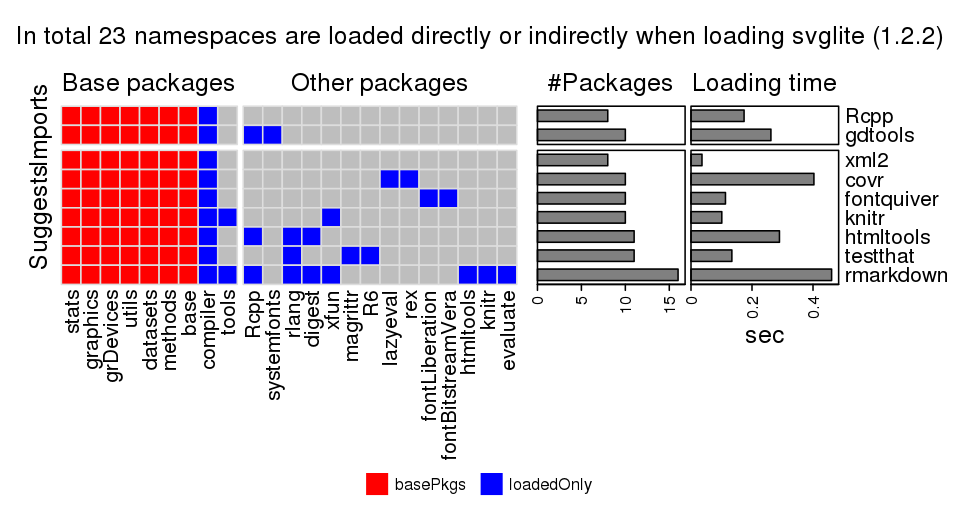 In total 23 namespaces are loaded directly or indirectly when loading svglite (1.2.2)
Base packages
Other packages
#Packages
Loading time
Imports
Suggests
Rcpp
gdtools
xml2
covr
fontquiver
knitr
htmltools
testthat
rmarkdown
stats
graphics
grDevices
utils
datasets
methods
base
compiler
tools
Rcpp
systemfonts
rlang
digest
xfun
magrittr
R6
lazyeval
rex
fontLiberation
fontBitstreamVera
htmltools
knitr
evaluate
0
5
10
15
0
0.2
0.4
sec
basePkgs
loadedOnly